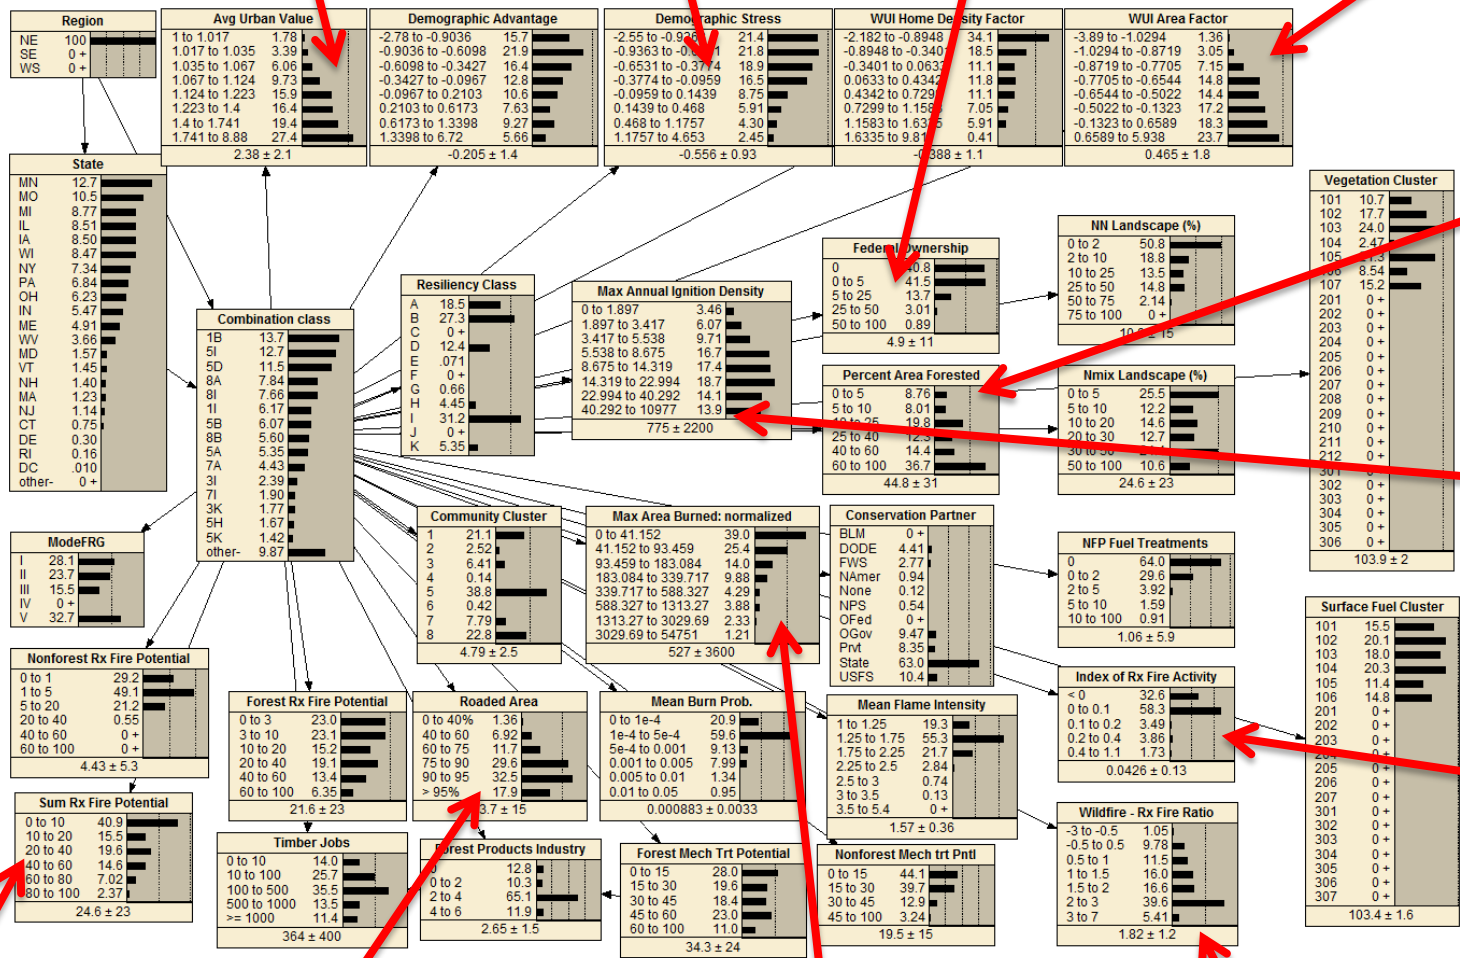 Region
NE 100
SE 0 +
WS 0 +
Avg Urban Value
1 to 1.017 1.78
1.017 to 1.035 3.39
1.035 to 1.067 6.06
1.067 to 1.124 9.73
1.124 to 1.223 15.9
1.223 to 1.4 16.4
1.4 to 1.741 19.4
1.741 to 8.88 27.4
2.38 ± 2.1
Demographic Advantage
-2.78 to -0.9036 15.7
-0.9036 to -0.6098 21.9
-0.6098 to -0.3427 16.4
-0.3427 to -0.0967 12.8
-0.0967 to 0.2103 10.6
0.2103 to 0.6173 7.63
0.6173 to 1.3398 9.27
1.3398 to 6.72 5.66
-0.205 ± 1.4
Demographic Stress
-2.55 to 21.4
-0.9363 to 21.8
-0.6531 to -0.3774 18.9
-0.3774 to -0.0959 16.5
-0.0959 to 0.1439 8.75
0.1439 to 0.468 5.91
0.468 to 1.1757 4.30
1.1757 to 4.653 2.45
-0.556 ± 0.93
WUI Home Density Factor
-2.182 to -0.8948 34.1
-0.8948 to -0.3401 18.5
-0.3401 to 0.0633 11.1
0.0633 to 0.4342 11.8
0.4342 to 11.1
0.7299 to 7.05
1.1583 to 5.91
1.6335 to 0.41
-0.388 ± 1.1
WUI Area Factor
-3.89 to -1.0294 1.36
-1.0294 to -0.8719 3.05
-0.8719 to -0.7705 7.15
-0.7705 to -0.6544 14.8
-0.6544 to -0.5022 14.4
-0.5022 to -0.1323 17.2
-0.1323 to 0.6589 18.3
0.6589 to 5.938 23.7
0.465 ± 1.8
State
MN 12.7
MO 10.5
MI 8.77
IL 8.51
IA 8.50
WI 8.47
NY 7.34
PA 6.84
OH 6.23
IN 5.47
ME 4.91
WV 3.66
MD 1.57
VT 1.45
NH 1.40
MA 1.23
NJ 1.14
CT 0.75
DE 0.30
RI 0.16
DC .010
other- 0 +
Combination class
1B 13.7
5I 12.7
5D 11.5
8A 7.84
8I 7.66
1I 6.17
5B 6.07
8B 5.60
5A 5.35
7A 4.43
3I 2.39
7I 1.90
3K 1.77
5H 1.67
5K 1.42
other- 9.87
Resiliency Class
A 18.5
B 27.3
C 0 +
D 12.4
E .071
F 0 +
G 0.66
H 4.45
I 31.2
J 0 +
K 5.35
Max Annual Ignition Density
0 to 1.897 3.46
1.897 to 3.417 6.07
3.417 to 5.538 9.71
5.538 to 8.675 16.7
8.675 to 14.319 17.4
14.319 to 22.994 18.7
22.994 to 40.292 14.1
40.292 to 10977 13.9
775 ± 2200
Federal Ownership
0 40.8
0 to 5 41.5
5 to 25 13.7
25 to 50 3.01
50 to 100 0.89
4.9 ± 11
NN Landscape (%)
0 to 2 50.8
2 to 10 18.8
10 to 25 13.5
25 to 50 14.8
50 to 75 2.14
75 to 100 0 +
15
Vegetation Cluster
101 10.7
102 17.7
103 24.0
104 2.47
105
106 8.54
107 15.2
201 0 +
202 0 +
203 0 +
204 0 +
205 0 +
206 0 +
207 0 +
208 0 +
209 0 +
210 0 +
211 0 +
212 0 +
301 0 +
302 0 +
303 0 +
304 0 +
305 0 +
306 0 +
103.9 ± 2
Percent Area Forested
0 to 5 8.76
5 to 10 8.01
10 to 25 19.8
25 to 40 12.3
40 to 60 14.4
60 to 100 36.7
44.8 ± 31
Nmix Landscape (%)
0 to 5 25.5
5 to 10 12.2
10 to 20 14.6
20 to 30 12.7
30 to 50
50 to 100 10.6
24.6 ± 23
ModeFRG
I 28.1
II 23.7
III 15.5
IV 0 +
V 32.7
Community Cluster
1 21.1
2 2.52
3 6.41
4 0.14
5 38.8
6 0.42
7 7.79
8 22.8
4.79 ± 2.5
Max Area Burned: normalized
0 to 41.152 39.0
41.152 to 93.459 25.4
93.459 to 183.084 14.0
183.084 to 339.717 9.88
339.717 to 588.327 4.29
588.327 to 1313.27 3.88
1313.27 to 3029.69 2.33
3029.69 to 54751 1.21
527 ± 3600
Conservation Partner
BLM 0 +
DODE 4.41
FWS 2.77
NAmer 0.94
None 0.12
NPS 0.54
OFed 0 +
OGov 9.47
Prvt 8.35
State 63.0
USFS 10.4
NFP Fuel Treatments
0 64.0
0 to 2 29.6
2 to 5 3.92
5 to 10 1.59
10 to 100 0.91
1.06 ± 5.9
Surface Fuel Cluster
101 15.5
102 20.1
103 18.0
104 20.3
105 11.4
106 14.8
201 0 +
202 0 +
203 0 +
204 0 +
205 0 +
206 0 +
207 0 +
301 0 +
302 0 +
303 0 +
304 0 +
305 0 +
306 0 +
307 0 +
103.4 ± 1.6
Nonforest Rx Fire Potential
0 to 1 29.2
1 to 5 49.1
5 to 20 21.2
20 to 40 0.55
40 to 60 0 +
60 to 100 0 +
4.43 ± 5.3
Forest Rx Fire Potential
0 to 3 23.0
3 to 10 23.1
10 to 20 15.2
20 to 40 19.1
40 to 60 13.4
60 to 100 6.35
21.6 ± 23
Roaded Area
0 to 40% 1.36
40 to 60 6.92
60 to 75 11.7
75 to 90 29.6
90 to 95 32.5
> 95% 17.9
± 15
Mean Burn Prob.
0 to 1e-4 20.9
1e-4 to 5e-4 59.6
5e-4 to 0.001 9.13
0.001 to 0.005 7.99
0.005 to 0.01 1.34
0.01 to 0.05 0.95
0.000883 ± 0.0033
Mean Flame Intensity
1 to 1.25 19.3
1.25 to 1.75 55.3
1.75 to 2.25 21.7
2.25 to 2.5 2.84
2.5 to 3 0.74
3 to 3.5 0.13
3.5 to 5.4 0 +
1.57 ± 0.36
Index of Rx Fire Activity
< 0 32.6
0 to 0.1 58.3
0.1 to 0.2 3.49
0.2 to 0.4 3.86
0.4 to 1.1 1.73
0.0426 ± 0.13
Sum Rx Fire Potential
0 to 10 40.9
10 to 20 15.5
20 to 40 19.6
40 to 60 14.6
60 to 80 7.02
80 to 100 2.37
24.6 ± 23
Timber Jobs
0 to 10 14.0
10 to 100 25.7
100 to 500 35.5
500 to 1000 13.5
>= 1000 11.4
364 ± 400
Forest Products Industry
0 12.8
0 to 2 10.3
2 to 4 65.1
4 to 6 11.9
2.65 ± 1.5
Forest Mech Trt Potential
0 to 15 28.0
15 to 30 19.6
30 to 45 18.4
45 to 60 23.0
60 to 100 11.0
34.3 ± 24
Nonforest Mech trt Pntl
0 to 15 44.1
15 to 30 39.7
30 to 45 12.9
45 to 100 3.24
19.5 ± 15
Wildfire - Rx Fire Ratio
-3 to -0.5 1.05
-0.5 to 0.5 9.78
0.5 to 1 11.5
1 to 1.5 16.0
1.5 to 2 16.6
2 to 3 39.6
3 to 7 5.41
1.82 ± 1.2